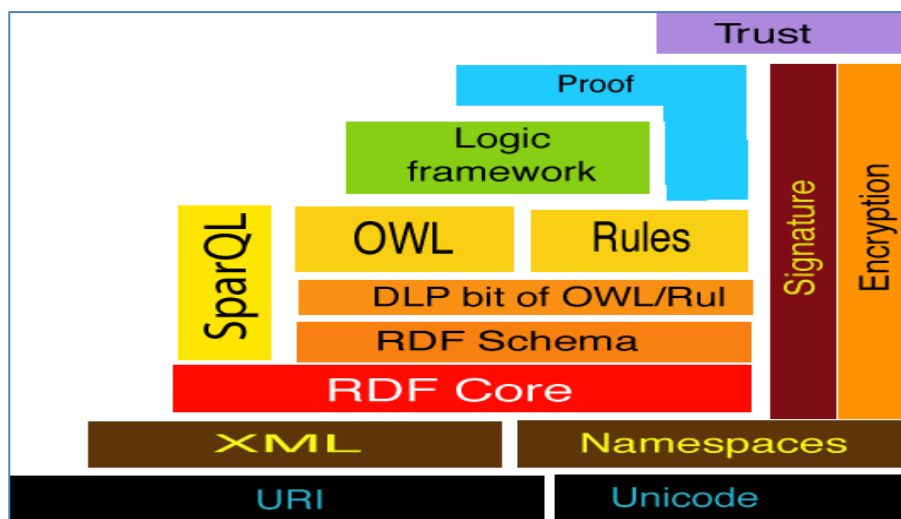 Trust
Proof
Logic
framework
SparQL
OWL
Rules
Signature
Encryption
DLP bit of OWL/Rul
RDF Schema
RDF Core
XML
Namespaces
URI
Unicode